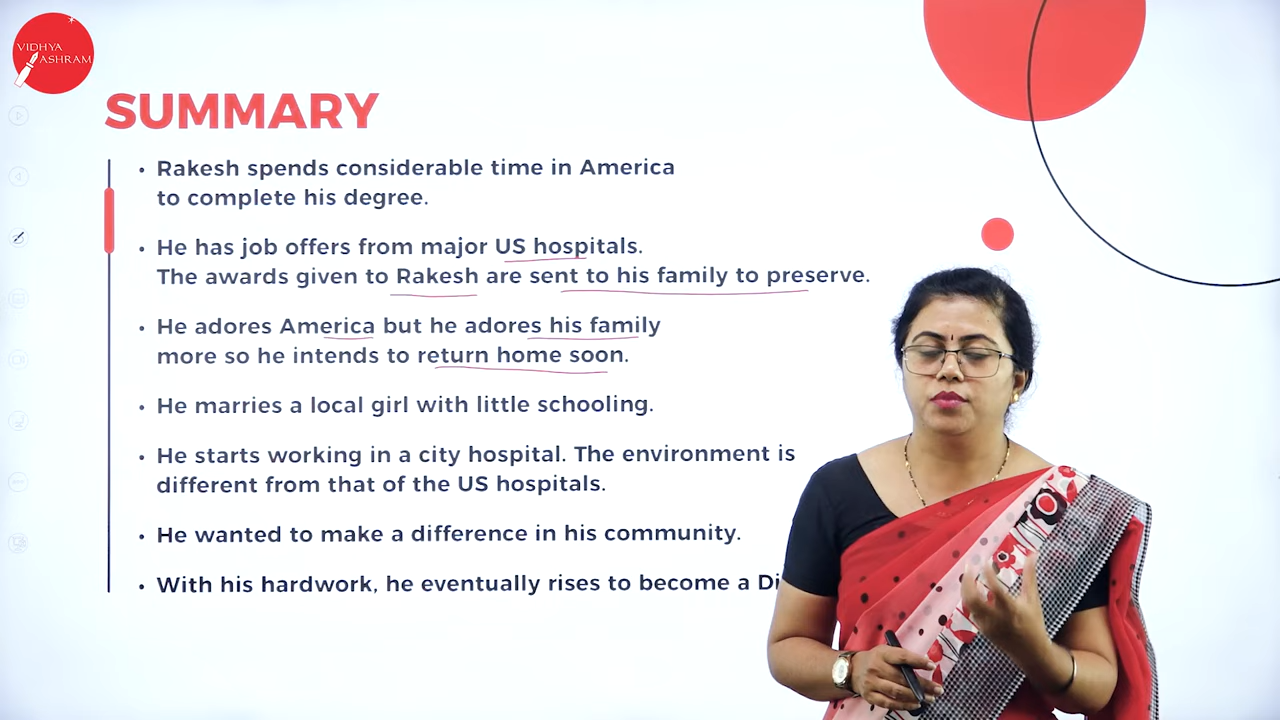 VIDHYA
ASHRAM
SUMMARY
• Rakesh spends considerable time in America
to complete his degree.
• He has job offers from major US hospitals.
The awards given to Rakesh are sent to his family to preserve.
• He adores America but he adores his family
more so he intends to return home soon.
• He marries a local girl with little schooling.
• He starts working in a city hospital. The environment is
different from that of the US hospitals.
• He wanted to make a difference in his community.
• With his hardwork, he eventually rises to become a